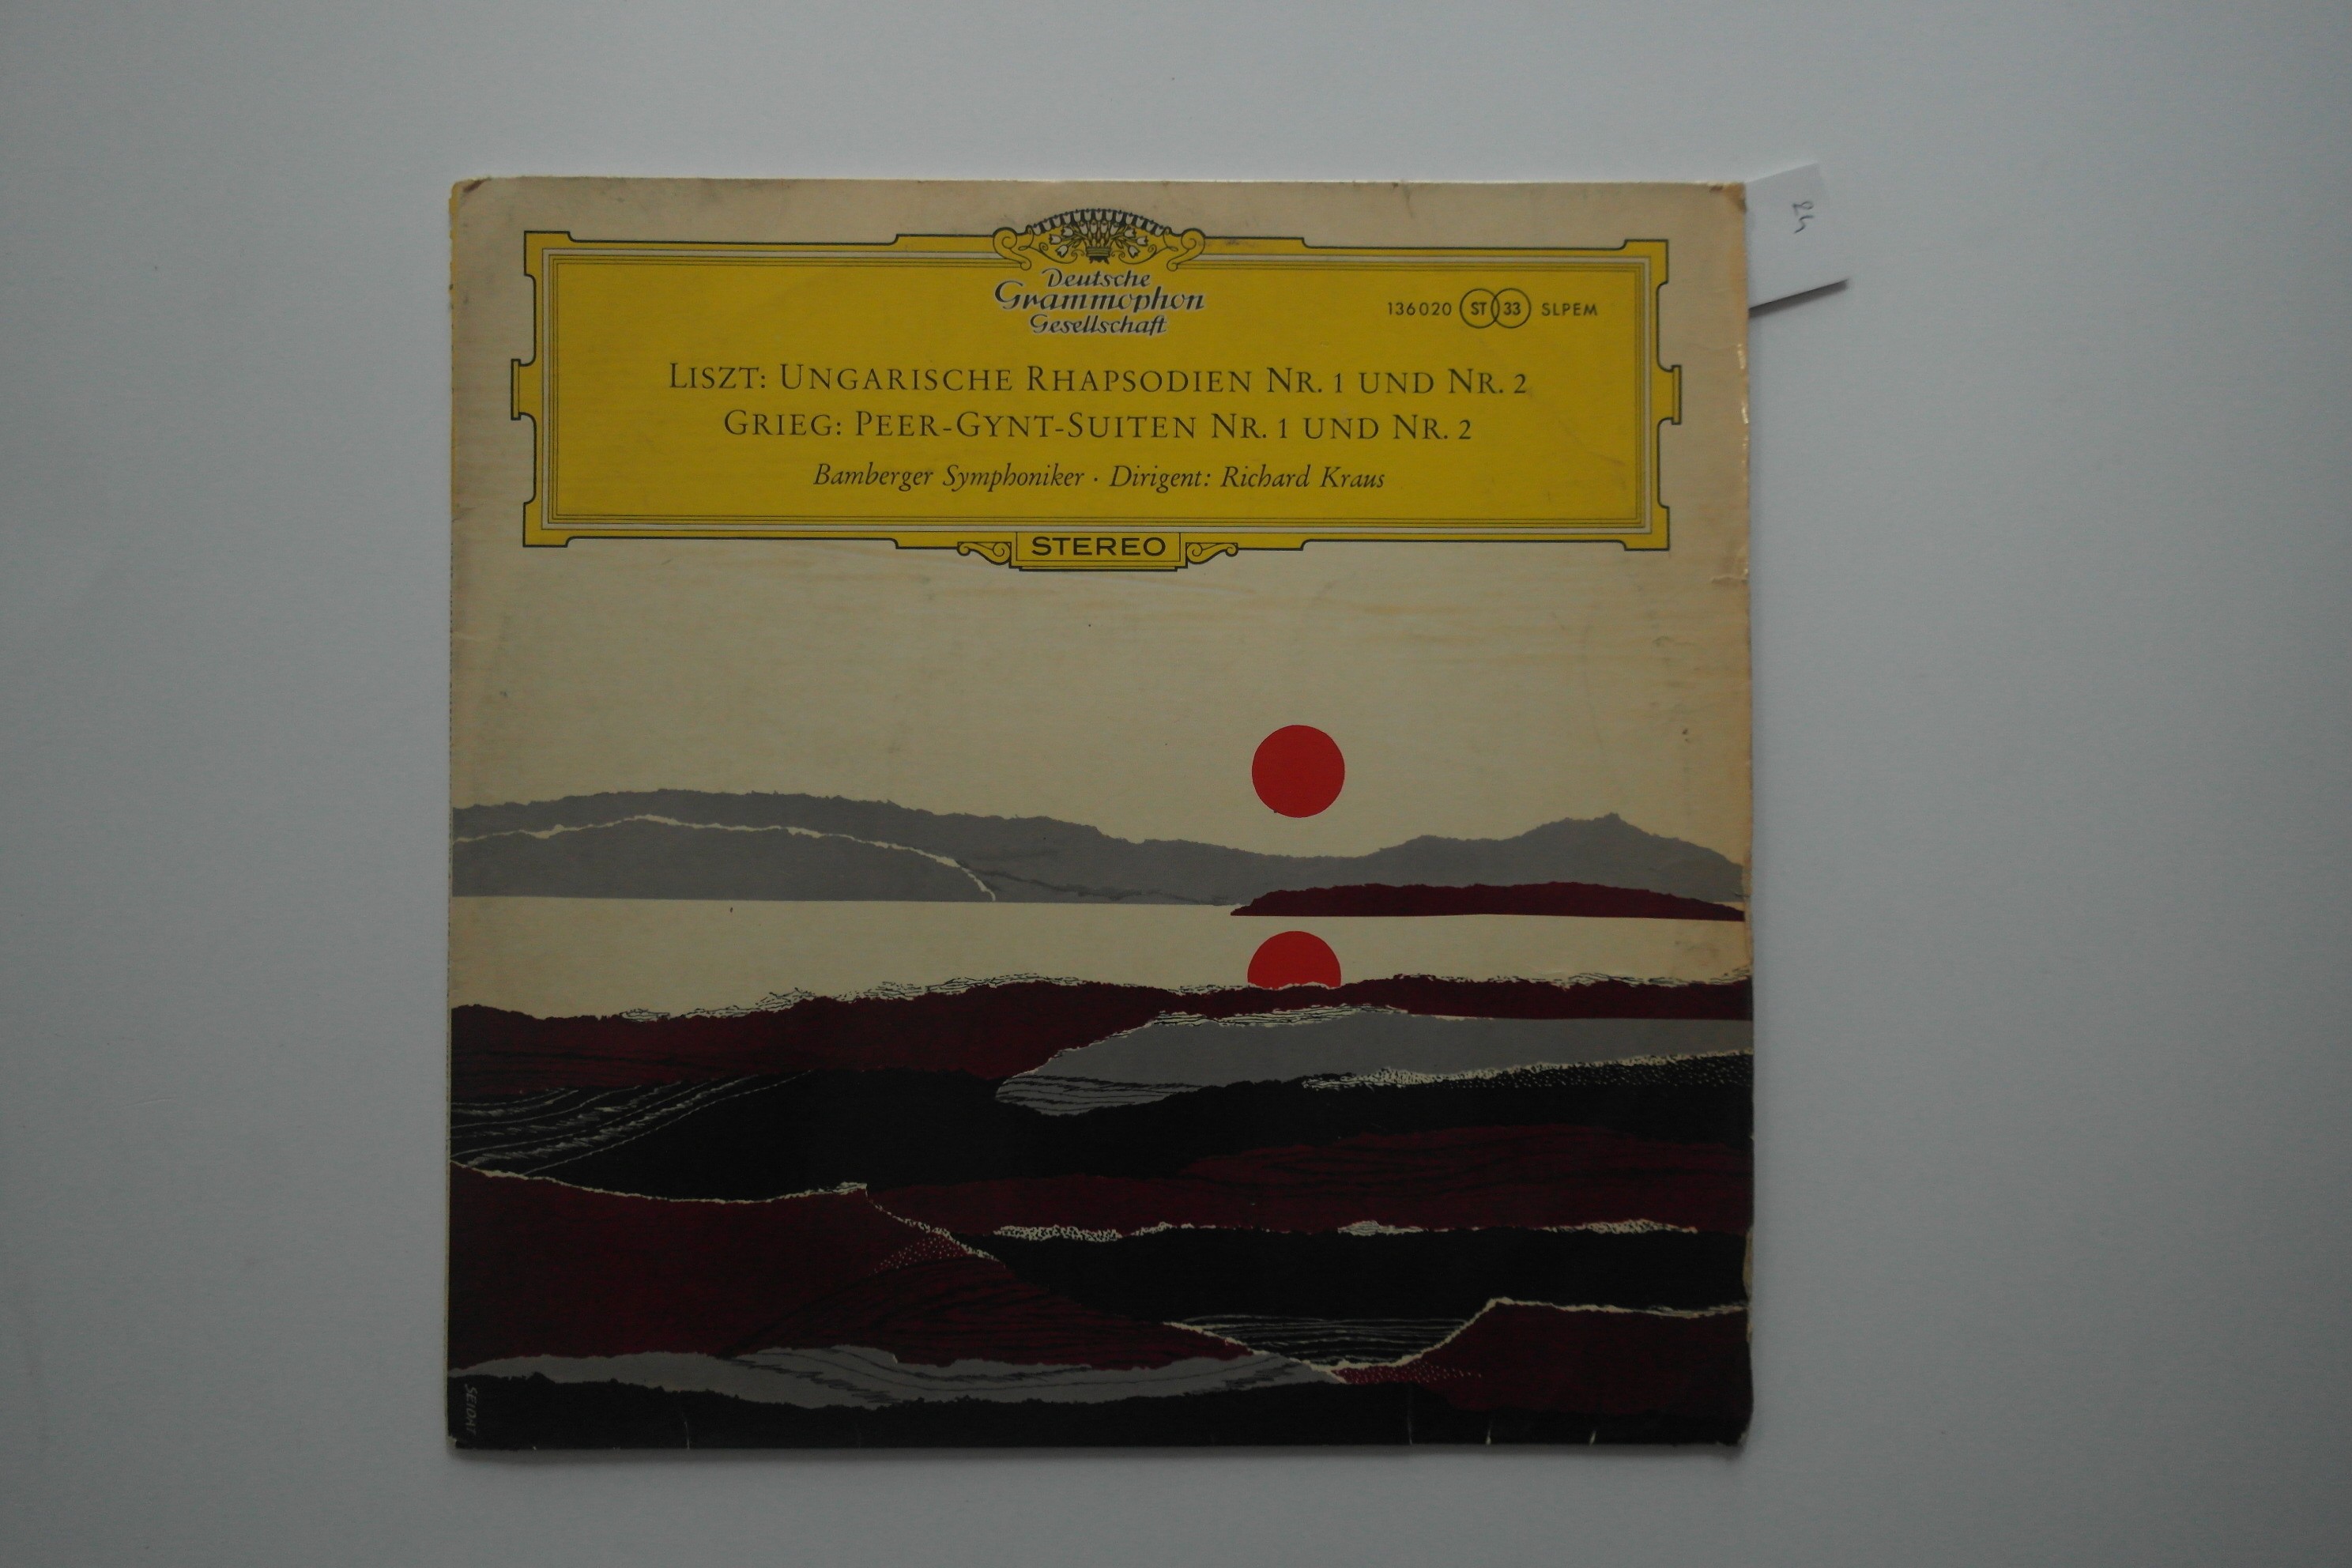 Deutsche
Grammophon
Gesellschaft
136020 ST 33 SLPEM
LISZT: UNGARISCHE RHAPSODIEN NR. 1 UND NR. 2
GRIEG: PEER-GYNT-SUITEN NR. 1 UND NR. 2
Bamberger Symphoniker · Dirigent: Richard Kraus
STEREO